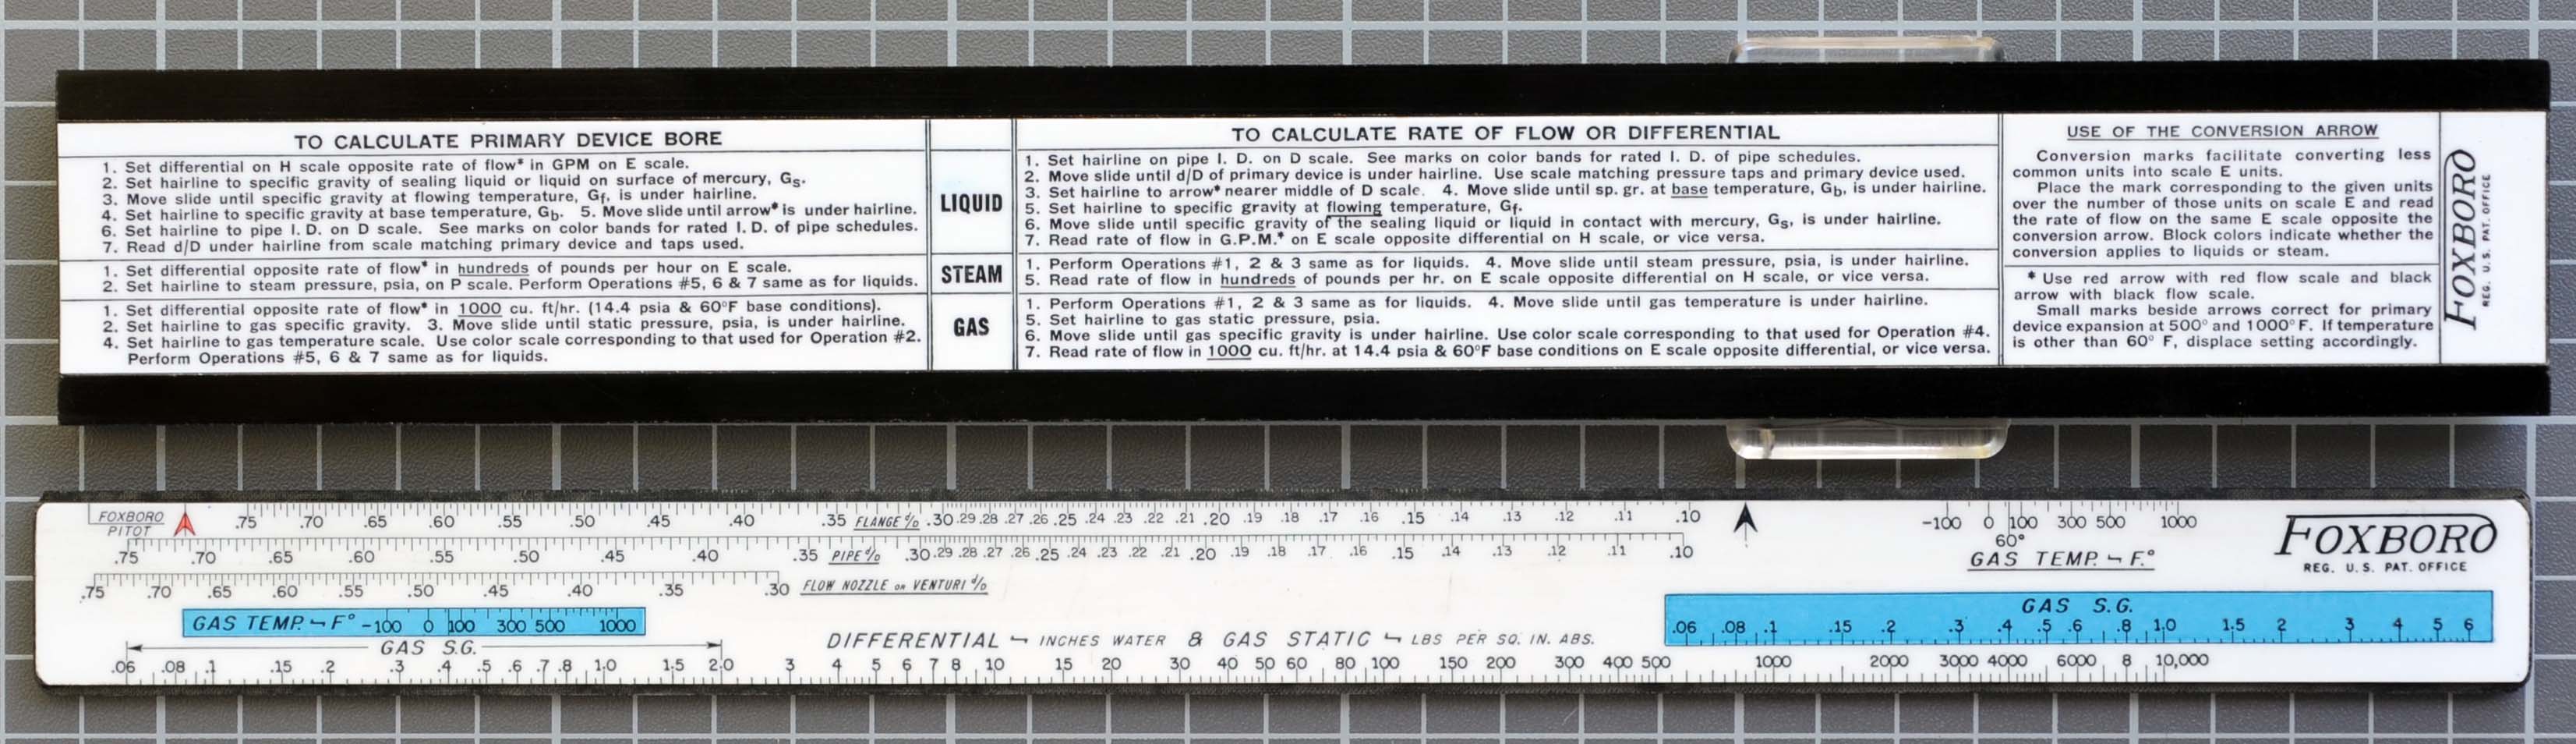 TO CALCULATE PRIMARY DEVICE BORE
1. Set differential on H scale opposite rate of flow* in GPM on E scale.
2. Set hairline to specific gravity of sealing liquid or liquid on surface of mercury, Gs.
3. Move slide until specific gravity at flowing temperature, Gf, is under hairline.
4. Set hairline to specific gravity at base temperature, Gb. 5. Move slide until arrow* is under hairline.
6. Set hairline to pipe I. D. on D scale. See marks on color bands for rated I. D. of pipe schedules.
7. Read d/D under hairline from scale matching primary device and taps used.
1. Set differential opposite rate of flow* in hundreds of pounds per hour on E scale.
2. Set hairline to steam pressure, psia, on P scale. Perform Operations #5, 6 & 7 same as for liquids.
1. Set differential opposite rate of flow* in 1000 cu. ft/hr. (14.4 psia & 60°F base conditions).
2. Set hairline to gas specific gravity. 3. Move slide until static pressure, psia, is under hairline.
4. Set hairline to gas temperature scale. Use color scale corresponding to that used for Operation #2.
Perform Operations #5, 6 & 7 same as for liquids.
LIQUID
STEAM
GAS
TO CALCULATE RATE OF FLOW OR DIFFERENTIAL
1. Set hairline on pipe I. D. on D scale. See marks on color bands for rated I. D. of pipe schedules.
2. Move slide until d/D of primary device is under hairline. Use scale matching pressure taps and primary device used.
3. Set hairline to arrow* nearer middle of D scale. 4. Move slide until sp. gr. at base temperature, Gb, is under hairline.
5. Set hairline to specific gravity at flowing temperature, Gf.
6. Move slide until specific gravity of the sealing liquid or liquid in contact with mercury, Gs, is under hairline.
7. Read rate of flow in G.P.M.* on E scale opposite differential on H scale, or vice versa.
1. Perform Operations #1, 2 & 3 same as for liquids. 4. Move slide until steam pressure, psia, is under hairline.
5. Read rate of flow in hundreds of pounds per hr. on E scale opposite differential on H scale, or vice versa.
1. Perform Operations #1, 2 & 3 same as for liquids. 4. Move slide until gas temperature is under hairline.
5. Set hairline to gas static pressure, psia.
6. Move slide until gas specific gravity is under hairline. Use color scale corresponding to that used for Operation #4.
7. Read rate of flow in 1000 cu. ft/hr. at 14.4 psia & 60°F base conditions on E scale opposite differential, or vice versa.
USE OF THE CONVERSION ARROW
Conversion marks facilitate converting less
common units into scale E units.
Place the mark corresponding to the given units
over the number of those units on scale E and read
the rate of flow on the same E scale opposite the
conversion arrow. Block colors indicate whether the
conversion applies to liquids or steam.
* Use red arrow with red flow scale and black
arrow with black flow scale.
Small marks beside arrows correct for primary
device expansion at 500° and 1000° F. If temperature
is other than 60° F, displace setting accordingly.
FOXBORO
REG. U.S. PAT. OFFICE
FOXBORO .75 .70 .65 .60 .55 .50 .45 .40 .35 FLANGE d/D .30 .29 .28 .27 .26 .25 .24 .23 .22 .21 .20 .19 .18 .17 .16 .15 .14 .13 .12 .11 .10
PITOT
.75 .70 .65 .60 .55 .50 .45 .40 .35 PIPE d/D .30 .29 .28 .27 .26 .25 .24 .23 .22 .21 .20 .19 .18 .17 .16 .15 .14 .13 .12 .11 .10
.75 .70 .65 .60 .55 .50 .45 .40 .35 .30 FLOW NOZZLE OR VENTURI d/D
-100 0 100 300 500 1000
60°
GAS TEMP. ~ F°
FOXBORO
REG. U.S. PAT. OFFICE
GAS TEMP. ~ F° -100 0 100 300 500 1000
GAS S.G.
.06 .08 .1 .15 .2 .3 .4 .5 .6 .8 1.0 1.5 2 3 4 5 6
GAS S.G.
DIFFERENTIAL ~ INCHES WATER & GAS STATIC ~ LBS PER SQ. IN. ABS.
.06 .08 .1 .15 .2 .3 .4 .5 .6 .7 .8 1.0 1.5 2.0 3 4 5 6 7 8 10 15 20 30 40 50 60 80 100 150 200 300 400 500 1000 2000 3000 4000 6000 8 10,000